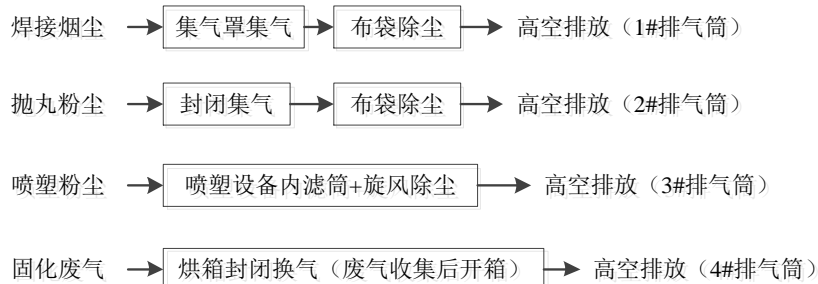 焊接烟尘 集气罩集气 布袋除尘 高空排放（1#排气筒）
抛丸粉尘 封闭集气 布袋除尘 高空排放（2#排气筒）
喷塑粉尘 喷塑设备内滤筒+旋风除尘 高空排放（3#排气筒）
固化废气 烘箱封闭换气（废气收集后开箱） 高空排放（4#排气筒）